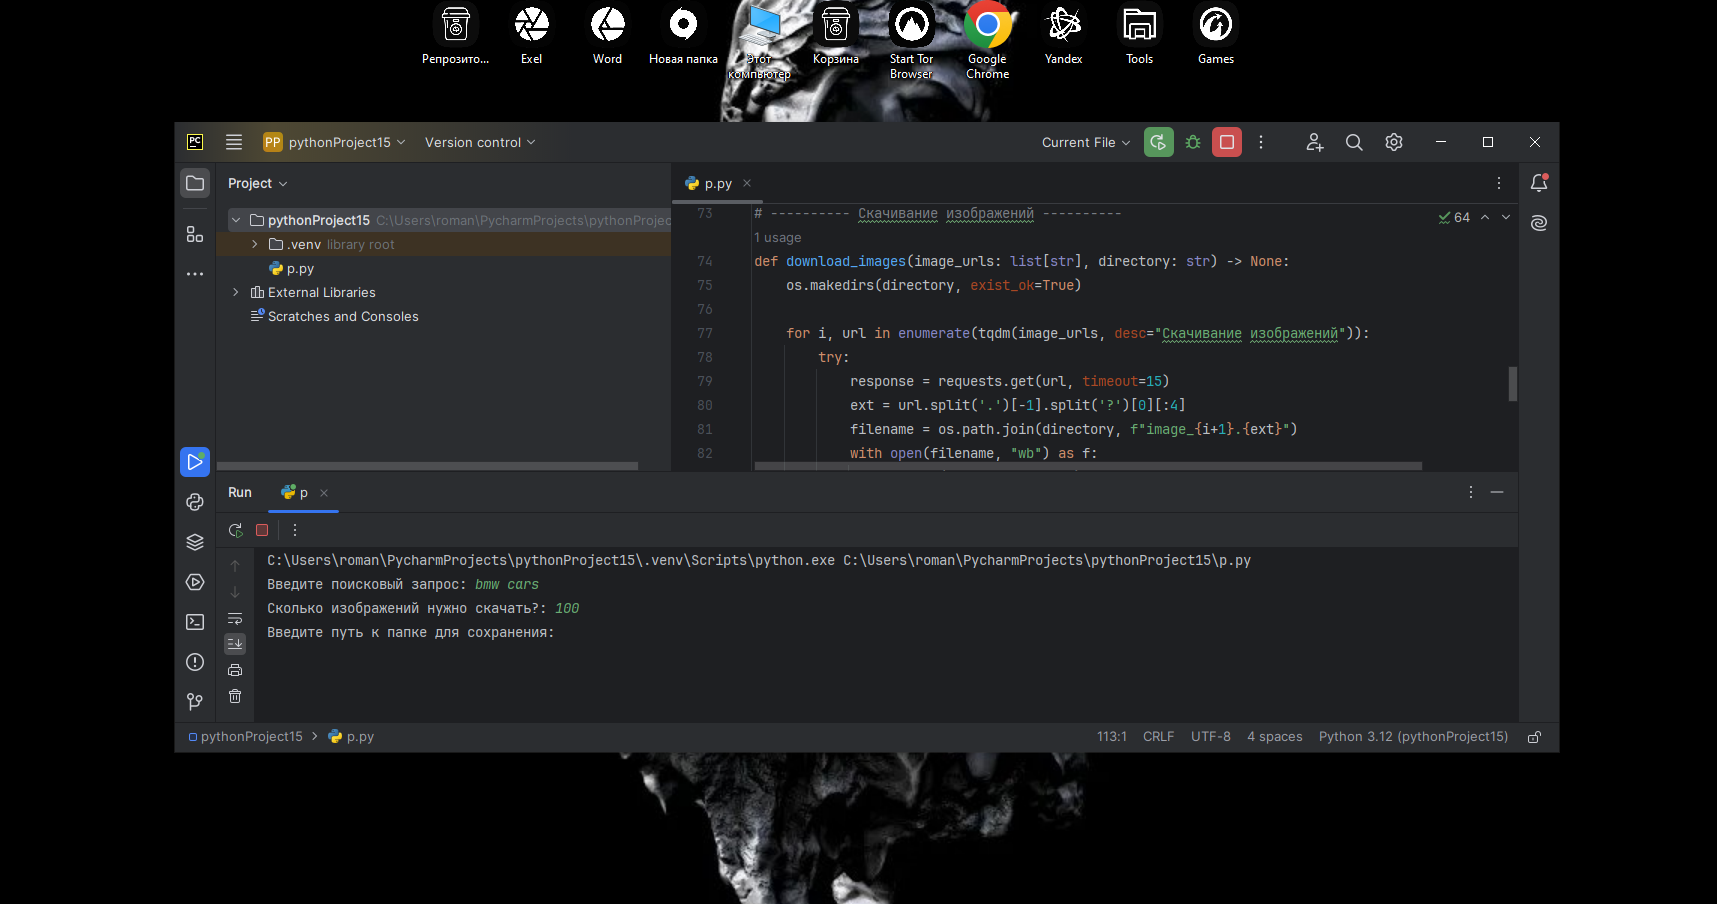 Репрозито...
Exel
Word
Новая папка
Этот компьютер
Корзина
Start Tor Browser
Google Chrome
Yandex
Tools
Games
PC
PP pythonProject15
Version control
Current File
Project
p.py
pythonProject15 C:\Users\roman\PycharmProjects\pythonProjec
.venv library root
p.py
External Libraries
Scratches and Consoles
64
73 # ---------- Скачивание изображений ----------
1 usage
74 def download_images(image_urls: list[str], directory: str) -> None:
75 os.makedirs(directory, exist_ok=True)
76
77 for i, url in enumerate(tqdm(image_urls, desc="Скачивание изображений")):
78 try:
79 response = requests.get(url, timeout=15)
80 ext = url.split('.')[-1].split('?')[0][:4]
81 filename = os.path.join(directory, f"image_{i+1}.{ext}")
82 with open(filename, "wb") as f:
Run
p
C:\Users\roman\PycharmProjects\pythonProject15\.venv\Scripts\python.exe C:\Users\roman\PycharmProjects\pythonProject15\p.py
Введите поисковый запрос: bmw cars
Сколько изображений нужно скачать?: 100
Введите путь к папке для сохранения:
pythonProject15 > p.py
113:1 CRLF UTF-8 4 spaces Python 3.12 (pythonProject15)